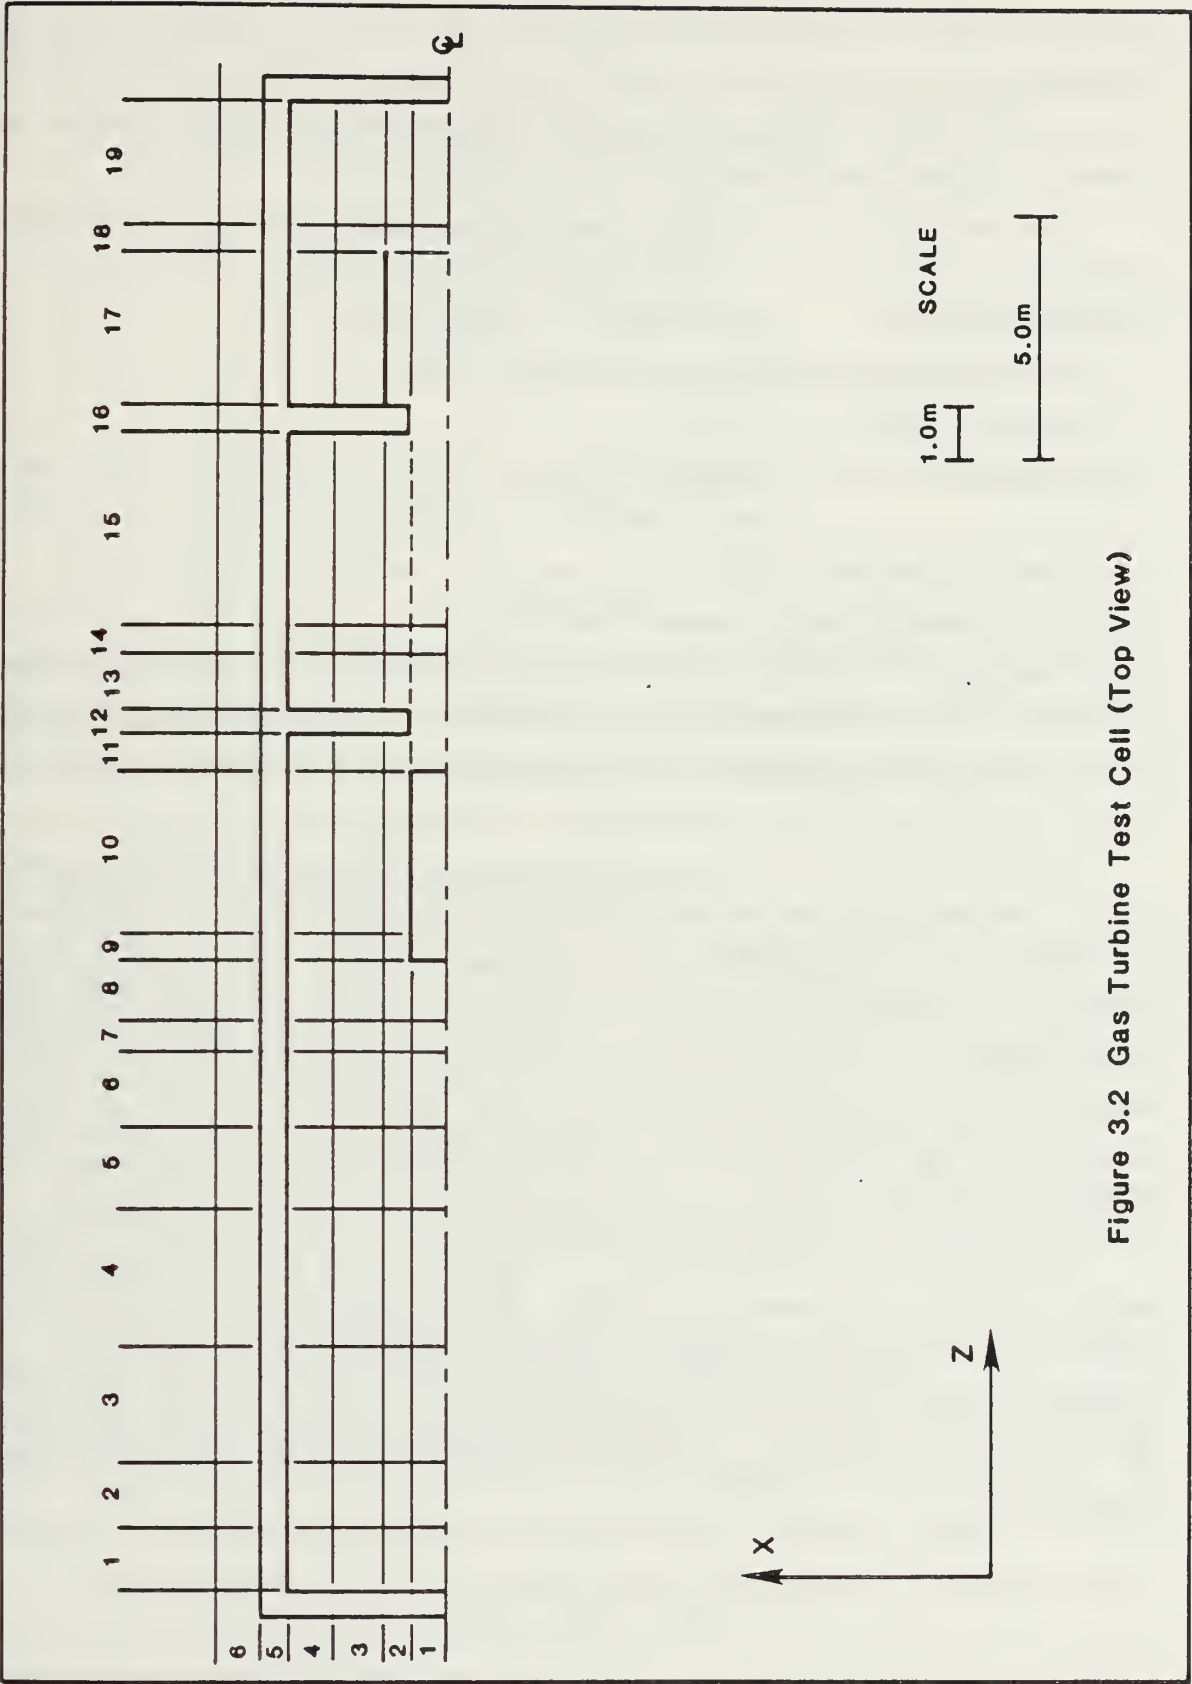 1 2 3 4 5 6 7 8 9 10 11 12 13 14 15 16 17 18 19
6
5
4
3
2
1
℄
X
Z
SCALE
1.0m
5.0m
Figure 3.2 Gas Turbine Test Cell (Top View)